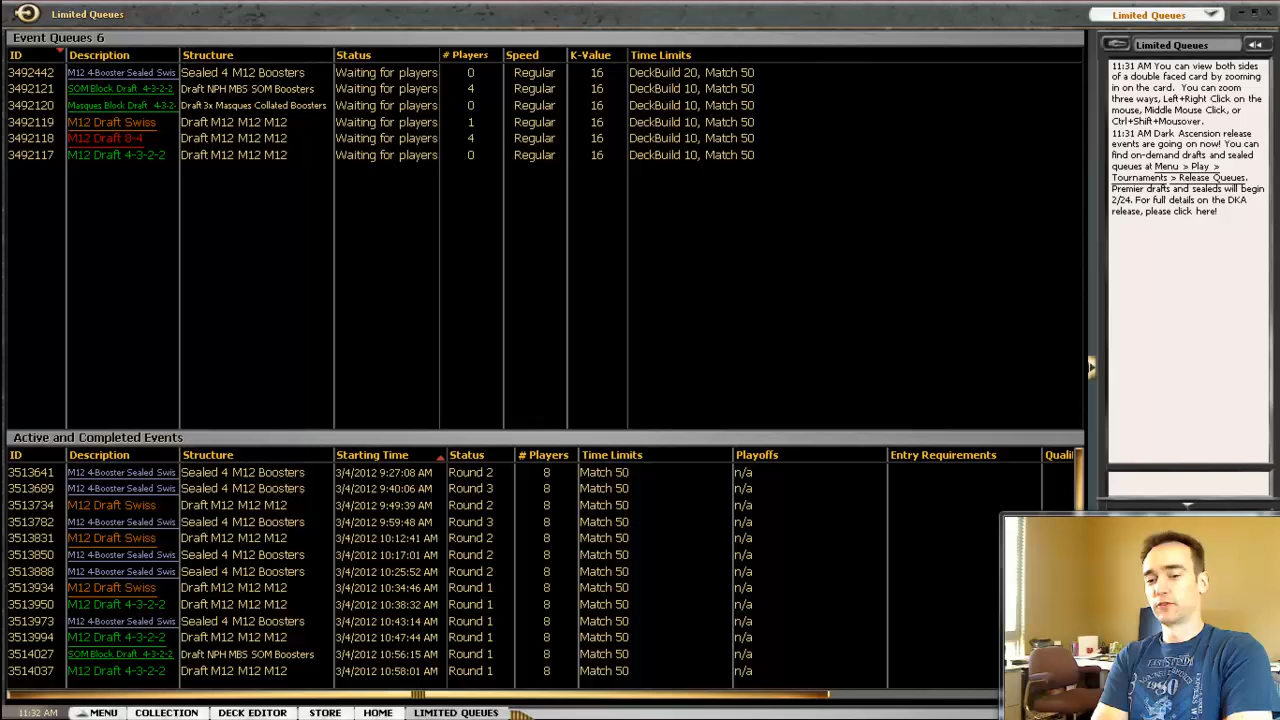 Limited Queues
Limited Queues
Event Queues 6
ID Description Structure Status # Players Speed K-Value Time Limits
3492442 M12 4-Booster Sealed Swis Sealed 4 M12 Boosters Waiting for players 0 Regular 16 DeckBuild 20, Match 50
3492121 SOM Block Draft 4-3-2-2 Draft NPH MBS SOM Boosters Waiting for players 4 Regular 16 DeckBuild 10, Match 50
3492120 Masques Block Draft 4-3-2- Draft 3x Masques Collated Boosters Waiting for players 0 Regular 16 DeckBuild 10, Match 50
3492119 M12 Draft Swiss Draft M12 M12 M12 Waiting for players 1 Regular 16 DeckBuild 10, Match 50
3492118 M12 Draft 8-4 Draft M12 M12 M12 Waiting for players 4 Regular 16 DeckBuild 10, Match 50
3492117 M12 Draft 4-3-2-2 Draft M12 M12 M12 Waiting for players 0 Regular 16 DeckBuild 10, Match 50
Limited Queues
11:31 AM You can view both sides
of a double faced card by zooming
in on the card. You can zoom
three ways, Left+Right Click on the
mouse, Middle Mouse Click, or
Ctrl+Shift+Mousover.
11:31 AM Dark Ascension release
events are going on now! You can
find on-demand drafts and sealed
queues at Menu > Play >
Tournaments > Release Queues.
Premier drafts and sealeds will begin
2/24. For full details on the DKA
release, please click here!
Active and Completed Events
ID Description Structure Starting Time Status # Players Time Limits Playoffs Entry Requirements Quali
3513641 M12 4-Booster Sealed Swis Sealed 4 M12 Boosters 3/4/2012 9:27:08 AM Round 2 8 Match 50 n/a
3513689 M12 4-Booster Sealed Swis Sealed 4 M12 Boosters 3/4/2012 9:40:06 AM Round 3 8 Match 50 n/a
3513734 M12 Draft Swiss Draft M12 M12 M12 3/4/2012 9:49:39 AM Round 2 8 Match 50 n/a
3513782 M12 4-Booster Sealed Swis Sealed 4 M12 Boosters 3/4/2012 9:59:48 AM Round 3 8 Match 50 n/a
3513831 M12 Draft Swiss Draft M12 M12 M12 3/4/2012 10:12:41 AM Round 2 8 Match 50 n/a
3513850 M12 4-Booster Sealed Swis Sealed 4 M12 Boosters 3/4/2012 10:17:01 AM Round 2 8 Match 50 n/a
3513888 M12 4-Booster Sealed Swis Sealed 4 M12 Boosters 3/4/2012 10:25:52 AM Round 2 8 Match 50 n/a
3513934 M12 Draft Swiss Draft M12 M12 M12 3/4/2012 10:34:46 AM Round 1 8 Match 50 n/a
3513950 M12 Draft 4-3-2-2 Draft M12 M12 M12 3/4/2012 10:38:32 AM Round 1 8 Match 50 n/a
3513973 M12 4-Booster Sealed Swis Sealed 4 M12 Boosters 3/4/2012 10:43:14 AM Round 1 8 Match 50 n/a
3513994 M12 Draft 4-3-2-2 Draft M12 M12 M12 3/4/2012 10:47:44 AM Round 1 8 Match 50 n/a
3514027 SOM Block Draft 4-3-2-2 Draft NPH MBS SOM Boosters 3/4/2012 10:56:15 AM Round 1 8 Match 50 n/a
3514037 M12 Draft 4-3-2-2 Draft M12 M12 M12 3/4/2012 10:58:01 AM Round 1 8 Match 50 n/a
1980
11:32 AM MENU COLLECTION DECK EDITOR STORE HOME LIMITED QUEUES